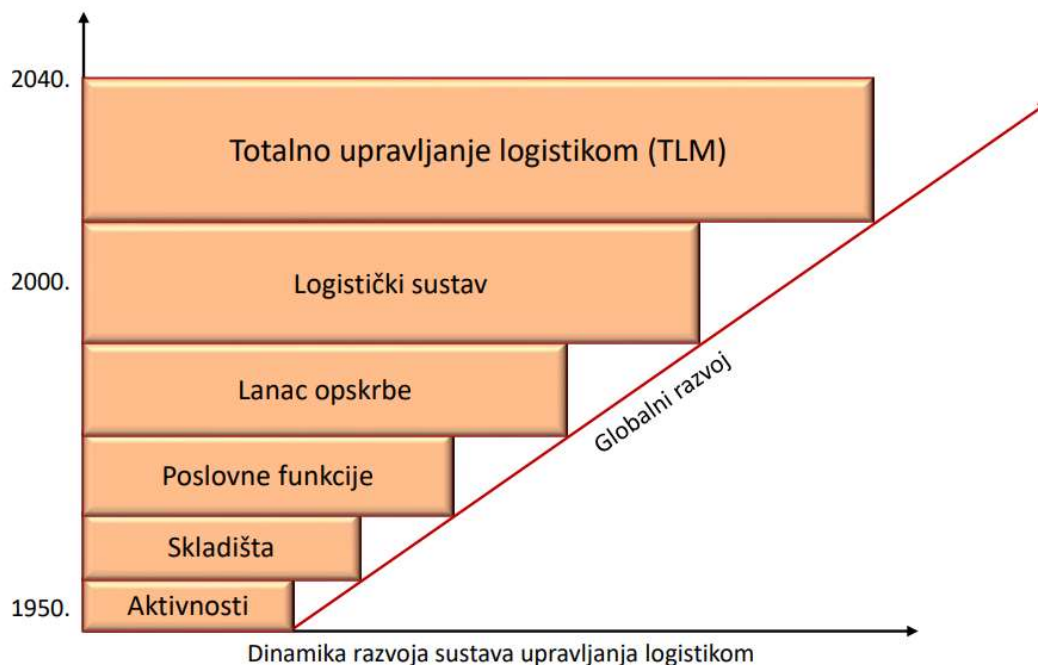 2040.
Totalno upravljanje logistikom (TLM)
2000.
Logistički sustav
Lanac opskrbe
Globalni razvoj
Poslovne funkcije
Skladišta
1950.
Aktivnosti
Dinamika razvoja sustava upravljanja logistikom